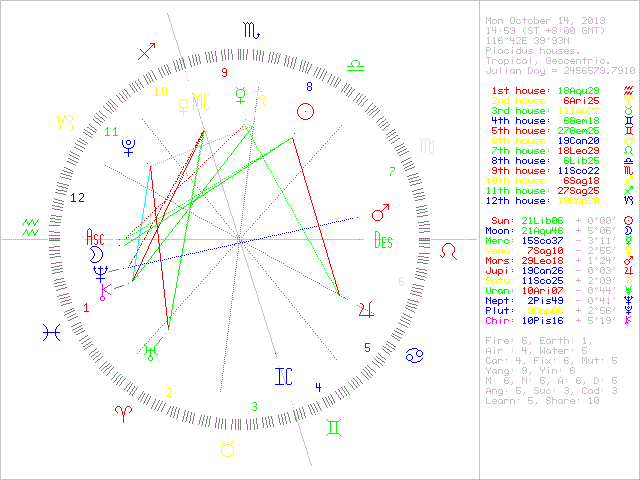 Mon October 14, 2013
14:59 (ST +8:00 GMT)
116°42E 39°93N
Placidus houses.
Tropical, Geocentric.
Julian Day = 2456579.7910
1st house: 18Aqu29
2nd house: 6Ari25
3rd house: 11Tau22
4th house: 6Gem18
5th house: 27Gem25
6th house: 19Can20
7th house: 18Leo29
8th house: 6Lib25
9th house: 11Sco22
10th house: 6Sag18
11th house: 27Sag25
12th house: 19Cap20
Sun: 21Lib06 + 0°00'
Moon: 21Aqu46 + 5°06'
Merc: 15Sco37 - 3°11'
Venu: 7Sag10 - 2°55'
Mars: 29Leo18 + 1°24'
Jupi: 19Can26 - 0°03'
Satu: 11Sco25 + 2°09'
Uran: 10Ari07 - 0°44'
Nept: 2Pis49 - 0°41'
Plut: 9Cap06 + 2°56'
Chir: 10Pis16 + 5°19'
Fire: 5, Earth: 1,
Air : 4, Water: 5
Car: 4, Fix: 6, Mut: 5
Yang: 9, Yin: 6
M: 6, N: 5, A: 6, D: 5
Ang: 5, Suc: 3, Cad: 3
Learn: 5, Share: 10
9
10
MC
8
11
7
12
Asc
Des
6
1
5
IC
4
2
3